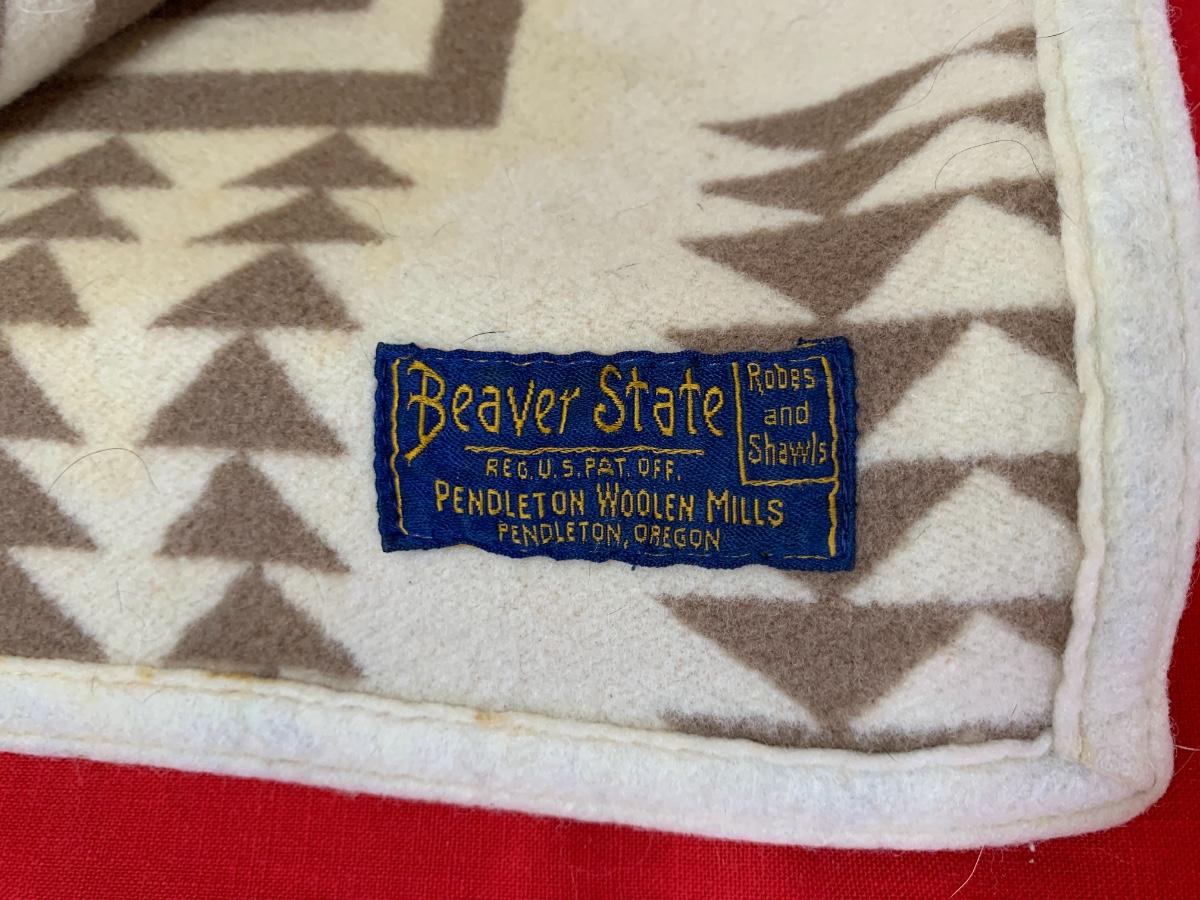 Beaver State
Robes
and
Shawls
REG. U.S. PAT. OFF.
PENDLETON WOOLEN MILLS
PENDLETON, OREGON